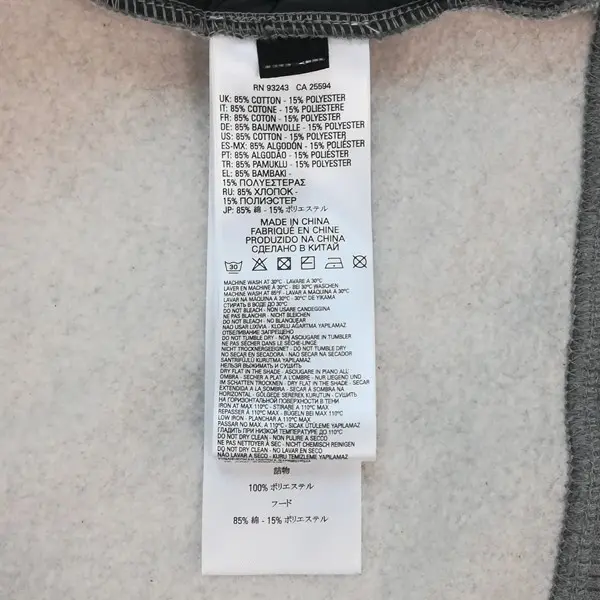 RN 93243 CA 25594
UK: 85% COTTON - 15% POLYESTER
IT: 85% COTONE - 15% POLIESTERE
FR: 85% COTON - 15% POLYESTER
DE: 85% BAUMWOLLE - 15% POLYESTER
US: 85% COTTON - 15% POLYESTER
ES-MX: 85% ALGODÓN - 15% POLIÉSTER
PT: 85% ALGODÃO - 15% POLIÉSTER
TR: 85% PAMUKLU - 15% POLYESTER
EL: 85% ΒΑΜΒΑΚΙ -
15% ΠΟΛΥΕΣΤΕΡΑΣ
RU: 85% ХЛОПОК -
15% ПОЛИЭСТЕР
JP: 85% 綿 - 15% ポリエステル
MADE IN CHINA
FABRIQUÉ EN CHINE
PRODUZIDO NA CHINA
СДЕЛАНО В КИТАЙ
30
MACHINE WASH AT 30°C - LAVARE A 30°C
LAVER EN MACHINE A 30°C - BEI 30°C WASCHEN
MACHINE WASH AT 85°F - LAVAR A MÁQUINA A 30°C
LAVAR NA MÁQUINA A 30°C - 30°C' DE YIKAMA
СТИРАТЬ В ВОДЕ ДО 30°C
DO NOT BLEACH - NON USARE CANDEGGINA
NE PAS BLANCHIR - NICHT BLEICHEN
DO NOT BLEACH - NO BLANQUEAR
NÃO USAR LIXÍVIA - KLORLU AĞARTMA YAPILAMAZ
ОТБЕЛИВАНИЕ ЗАПРЕЩЕНО
DO NOT TUMBLE DRY - NON ASCIUGARE IN TUMBLER
NE PAS SÉCHER DANS LE SÈCHE-LINGE
NICHT TROCKNERGEEIGNET - DO NOT TUMBLE DRY
NO SECAR EN SECADORA - NÃO SECAR NA SECADOR
SANTRIFÜJLÜ KURUTMA YAPILMAZ
НЕЛЬЗЯ ВЫЖИМАТЬ И СУШИТЬ
DRY FLAT IN THE SHADE - ASCIUGARE IN PIANO ALL'
OMBRA - SÉCHER A PLAT A L'OMBRE - NUR LIEGEND UND
IM SCHATTEN TROCKNEN - DRY FLAT IN THE SHADE - SECAR
EXTENDIDA A LA SOMBRA - SECAR À SOMBRA NA
HORIZONTAL - GÖLGEDE SEREREK KURUTUN - СУШИТЬ
НА ГОРИЗОНТАЛЬНОЙ ПОВЕРХНОСТИ В ТЕНИ
IRON AT MAX 110°C - STIRARE A 110°C MAX
REPASSER À 110°C MAX - BÜGELN BEI MAX 110°C
LOW IRON - PLANCHAR A 110°C MAX
PASSAR NO MAX. A 110°C - SICAK ÜTÜLEME YAPILAMAZ
ГЛАДИТЬ ПРИ НИЗКОЙ ТЕМПЕРАТУРЕ ДО 110°C
DO NOT DRY CLEAN - NON PULIRE A SECCO
NE PAS NETTOYER À SEC - NICHT CHEMISCH REINIGEN
DO NOT DRY CLEAN - NO LAVAR EN SECO
NÃO LAVAR A SECO - KURU TEMİZLEME YAPILAMAZ
詰物
100% ポリエステル
フード
85% 綿 - 15% ポリエステル